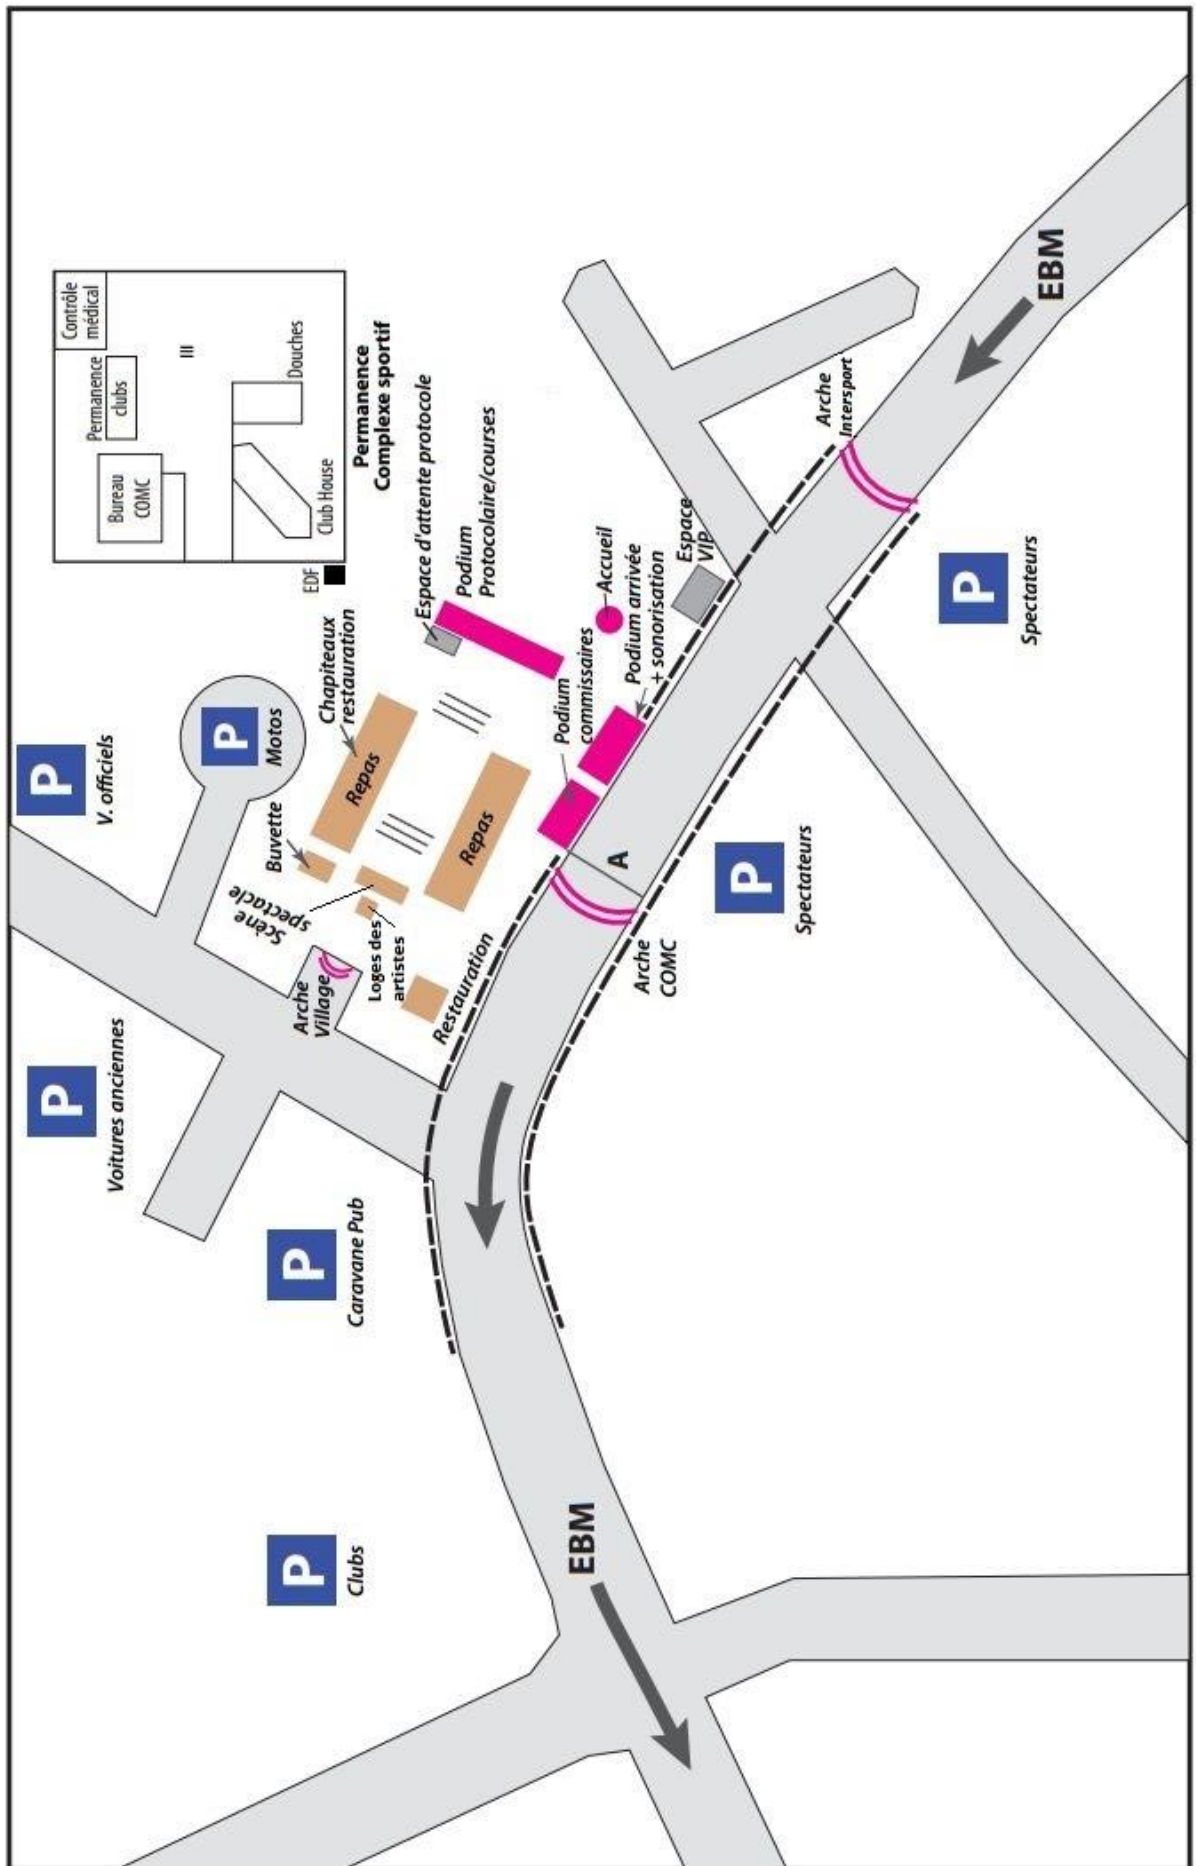 Contrôle
médical
Permanence
clubs
Bureau
COMC
III
Douches
Club House
EDF
Permanence
Complexe sportif
Espace d'attente protocole
Podium
Protocolaire/courses
Accueil
Espace
VIP
Podium arrivée
+ sonorisation
Podium
commissaires
Chapiteaux
restauration
Repas
Repas
Buvette
Scène
spectacle
Loges des
artistes
Arche
Village
Restauration
P
V. officiels
P
Motos
P
Voitures anciennes
P
Caravane Pub
P
Clubs
Arche
Intersport
EBM
P
Spectateurs
P
Spectateurs
A
Arche
COMC
EBM